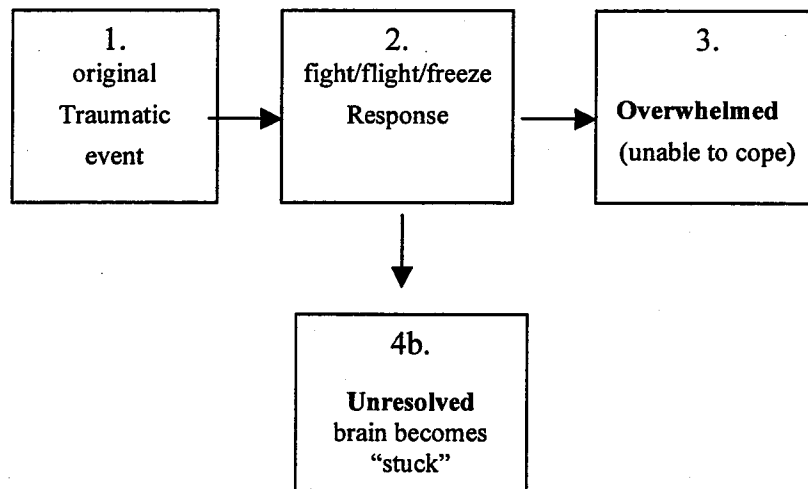 1.
original
Traumatic
event
2.
fight/flight/freeze
Response
3.
Overwhelmed
(unable to cope)
4b.
Unresolved
brain becomes
“stuck”